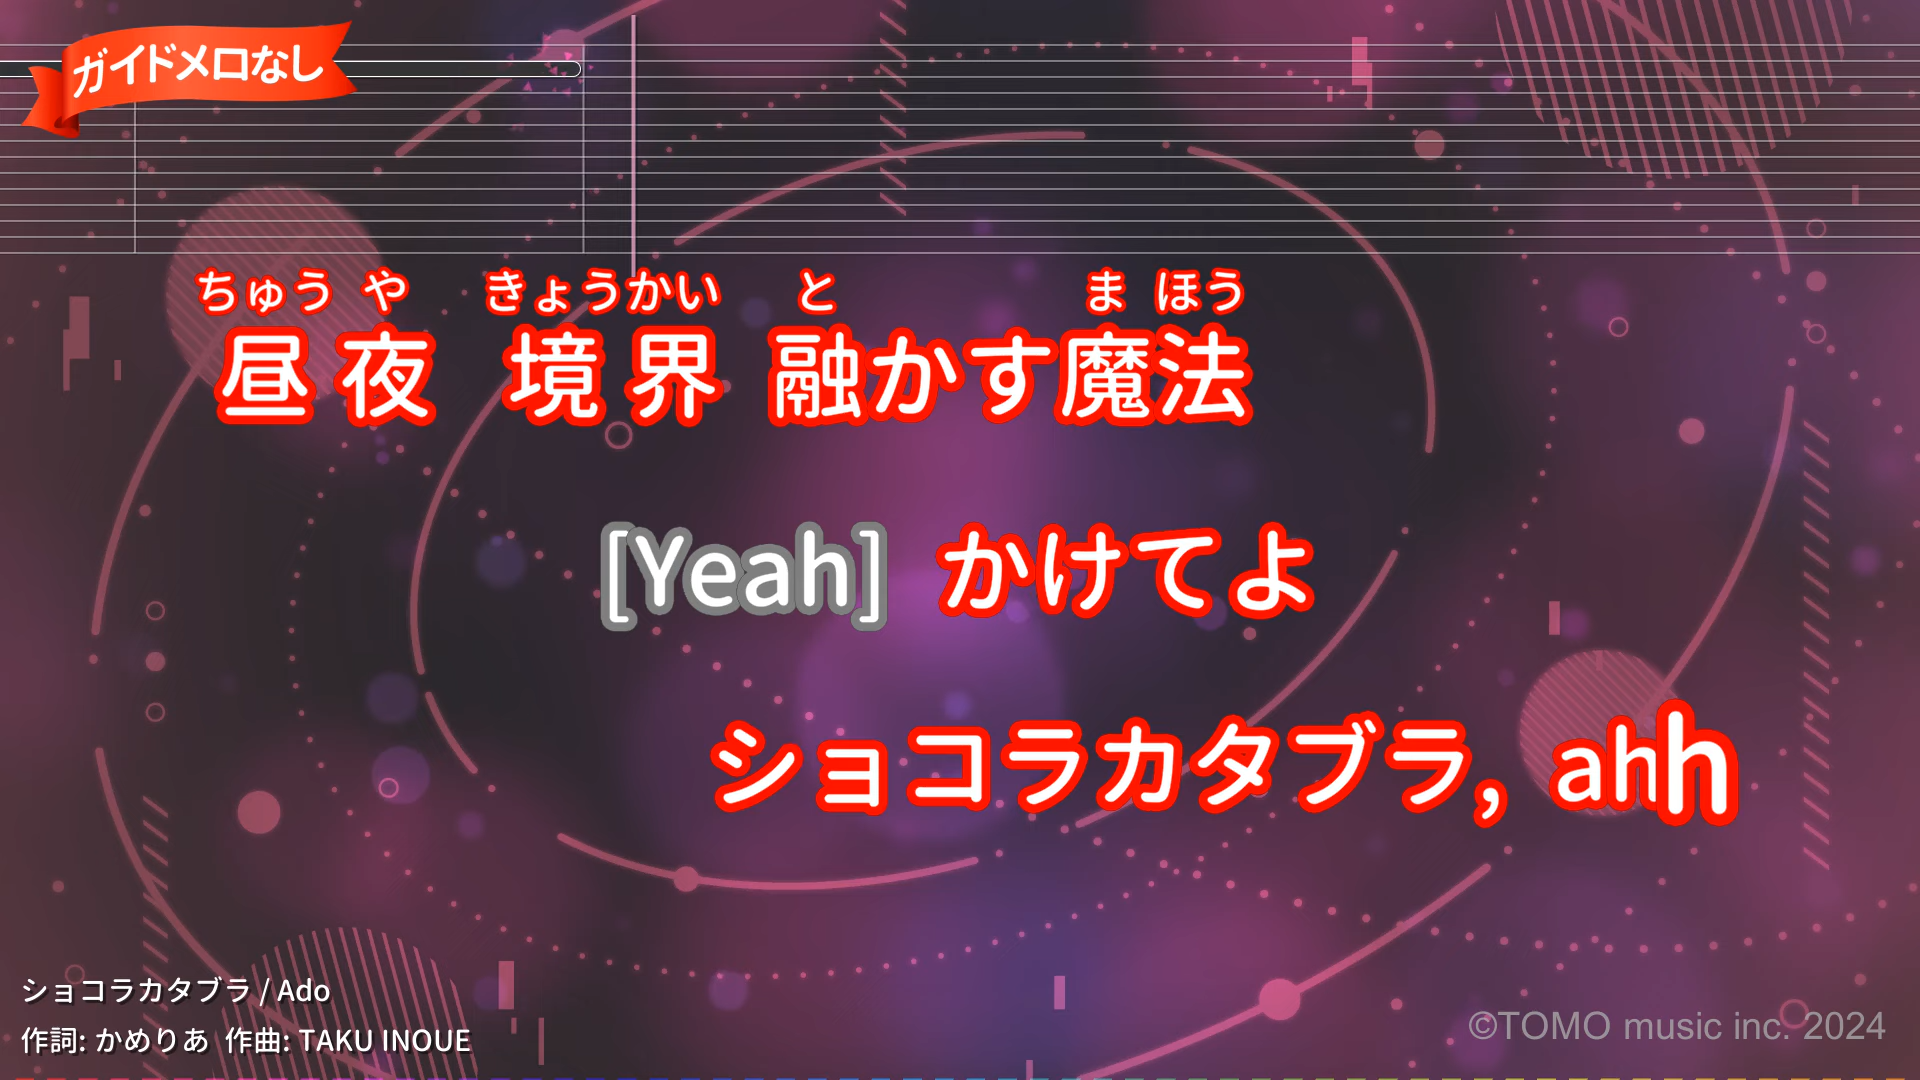 ガイドメロなし
ちゅう や きょうかい と ま ほう
昼夜 境界 融かす魔法
[Yeah] かけてよ
ショコラカタブラ, ahh
ショコラカタブラ / Ado
作詞: かめりあ 作曲: TAKU INOUE
©TOMO music inc. 2024